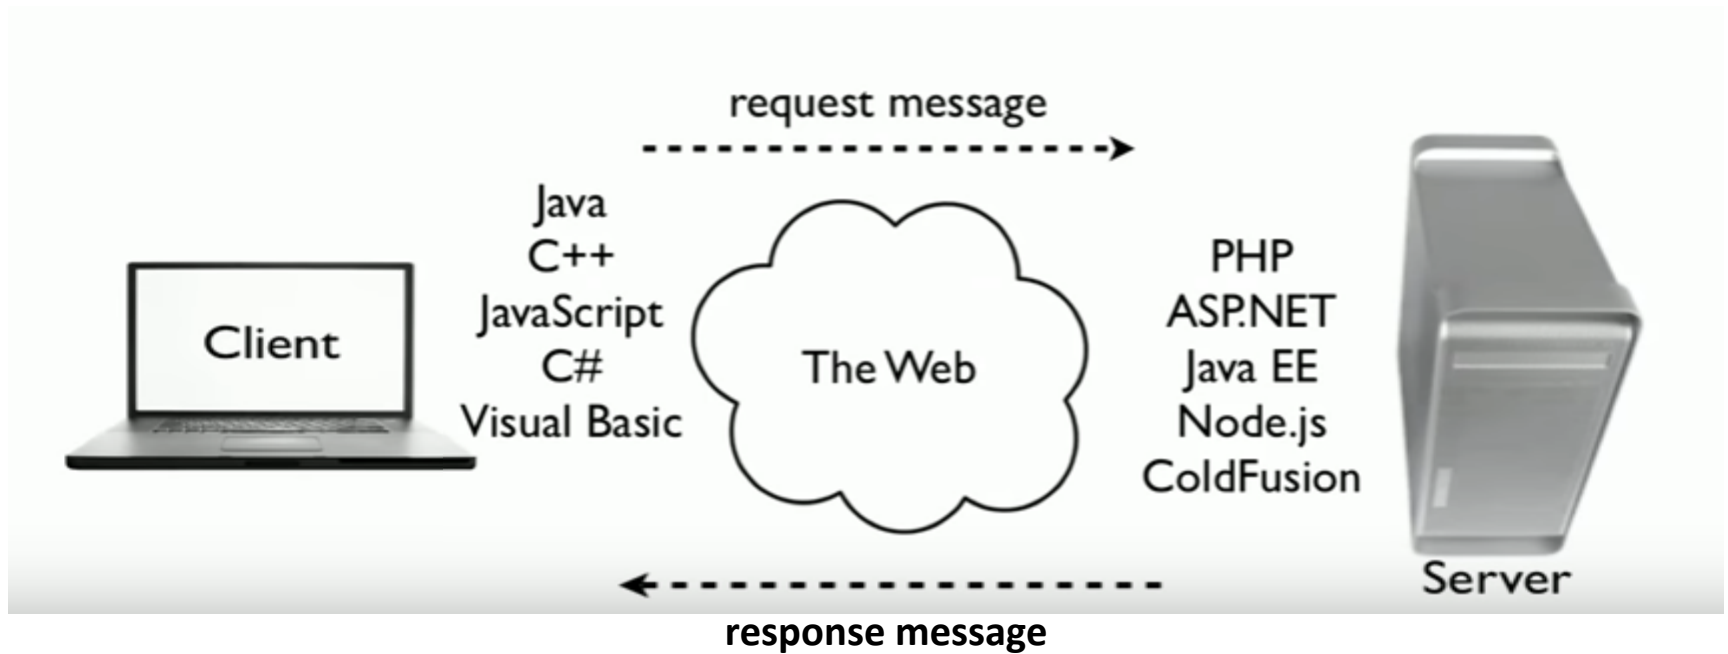 request message
Client
Java
C++
JavaScript
C#
Visual Basic
The Web
PHP
ASP.NET
Java EE
Node.js
ColdFusion
Server
response message